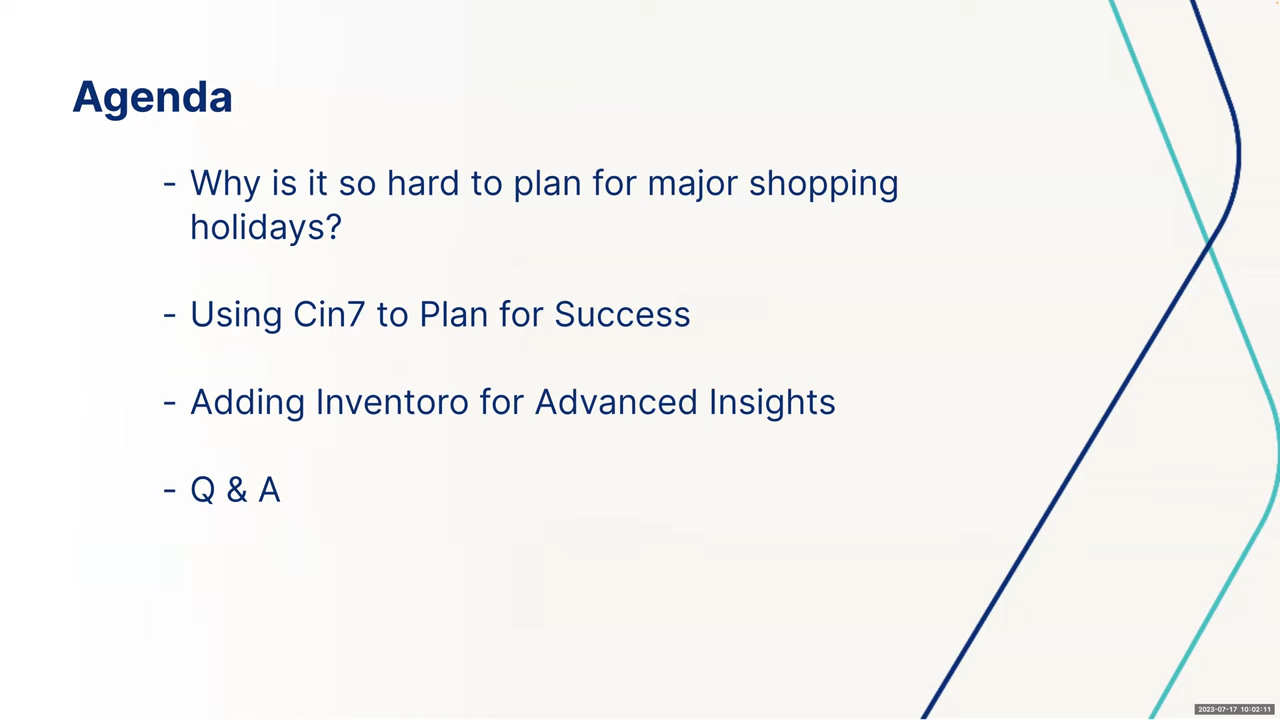 Agenda
- Why is it so hard to plan for major shopping
holidays?
- Using Cin7 to Plan for Success
- Adding Inventoro for Advanced Insights
- Q & A
2023-07-17 10:02:11